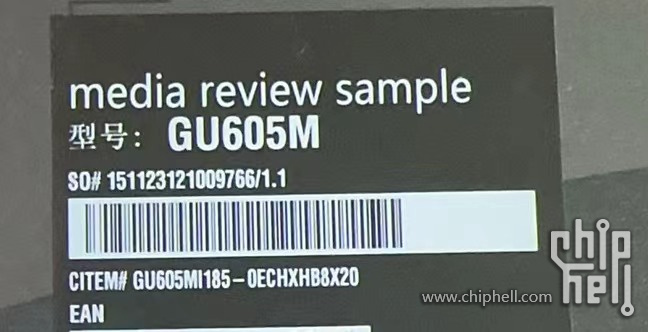 media review sample
型号: GU605M
SO# 151123121009766/1.1
CITEM# GU605MI185-0ECHXHB8X20
EAN
chip hell
www.chiphell.com